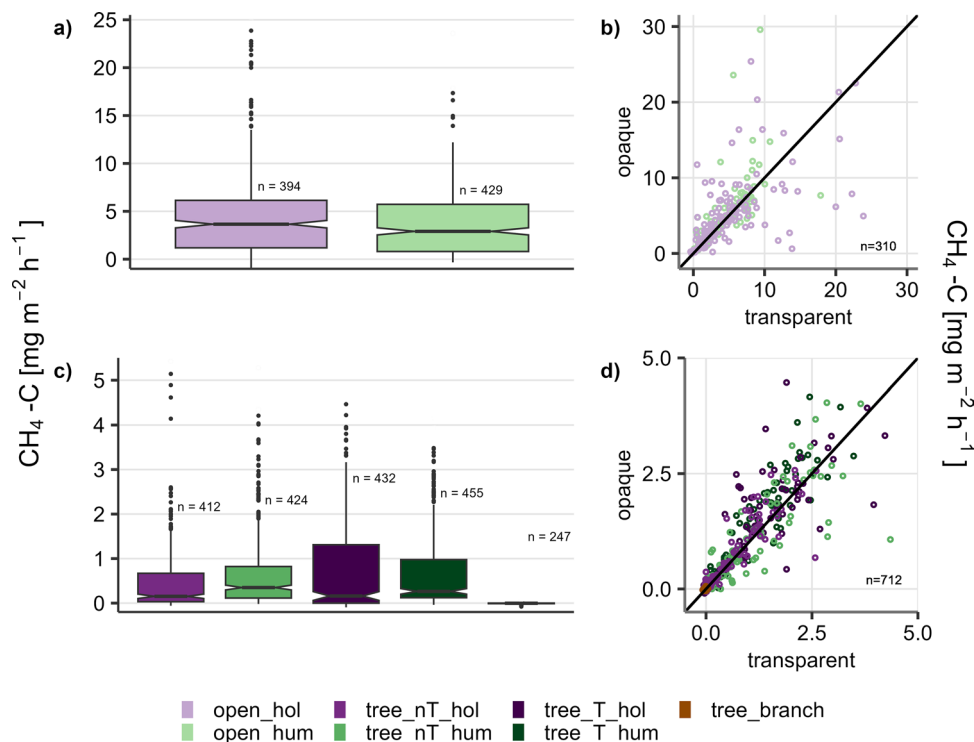 a)
25
20
15
10
5
0
n = 394
n = 429
b)
30
20
10
0
opaque
n=310
0 10 20 30
transparent
CH₄ -C [mg m⁻² h⁻¹]
c)
5
4
3
2
1
0
n = 412
n = 424
n = 432
n = 455
n = 247
d)
5.0
2.5
0.0
opaque
n=712
0.0 2.5 5.0
transparent
CH₄ -C [mg m⁻² h⁻¹]
open_hol tree_nT_hol tree_T_hol tree_branch
open_hum tree_nT_hum tree_T_hum